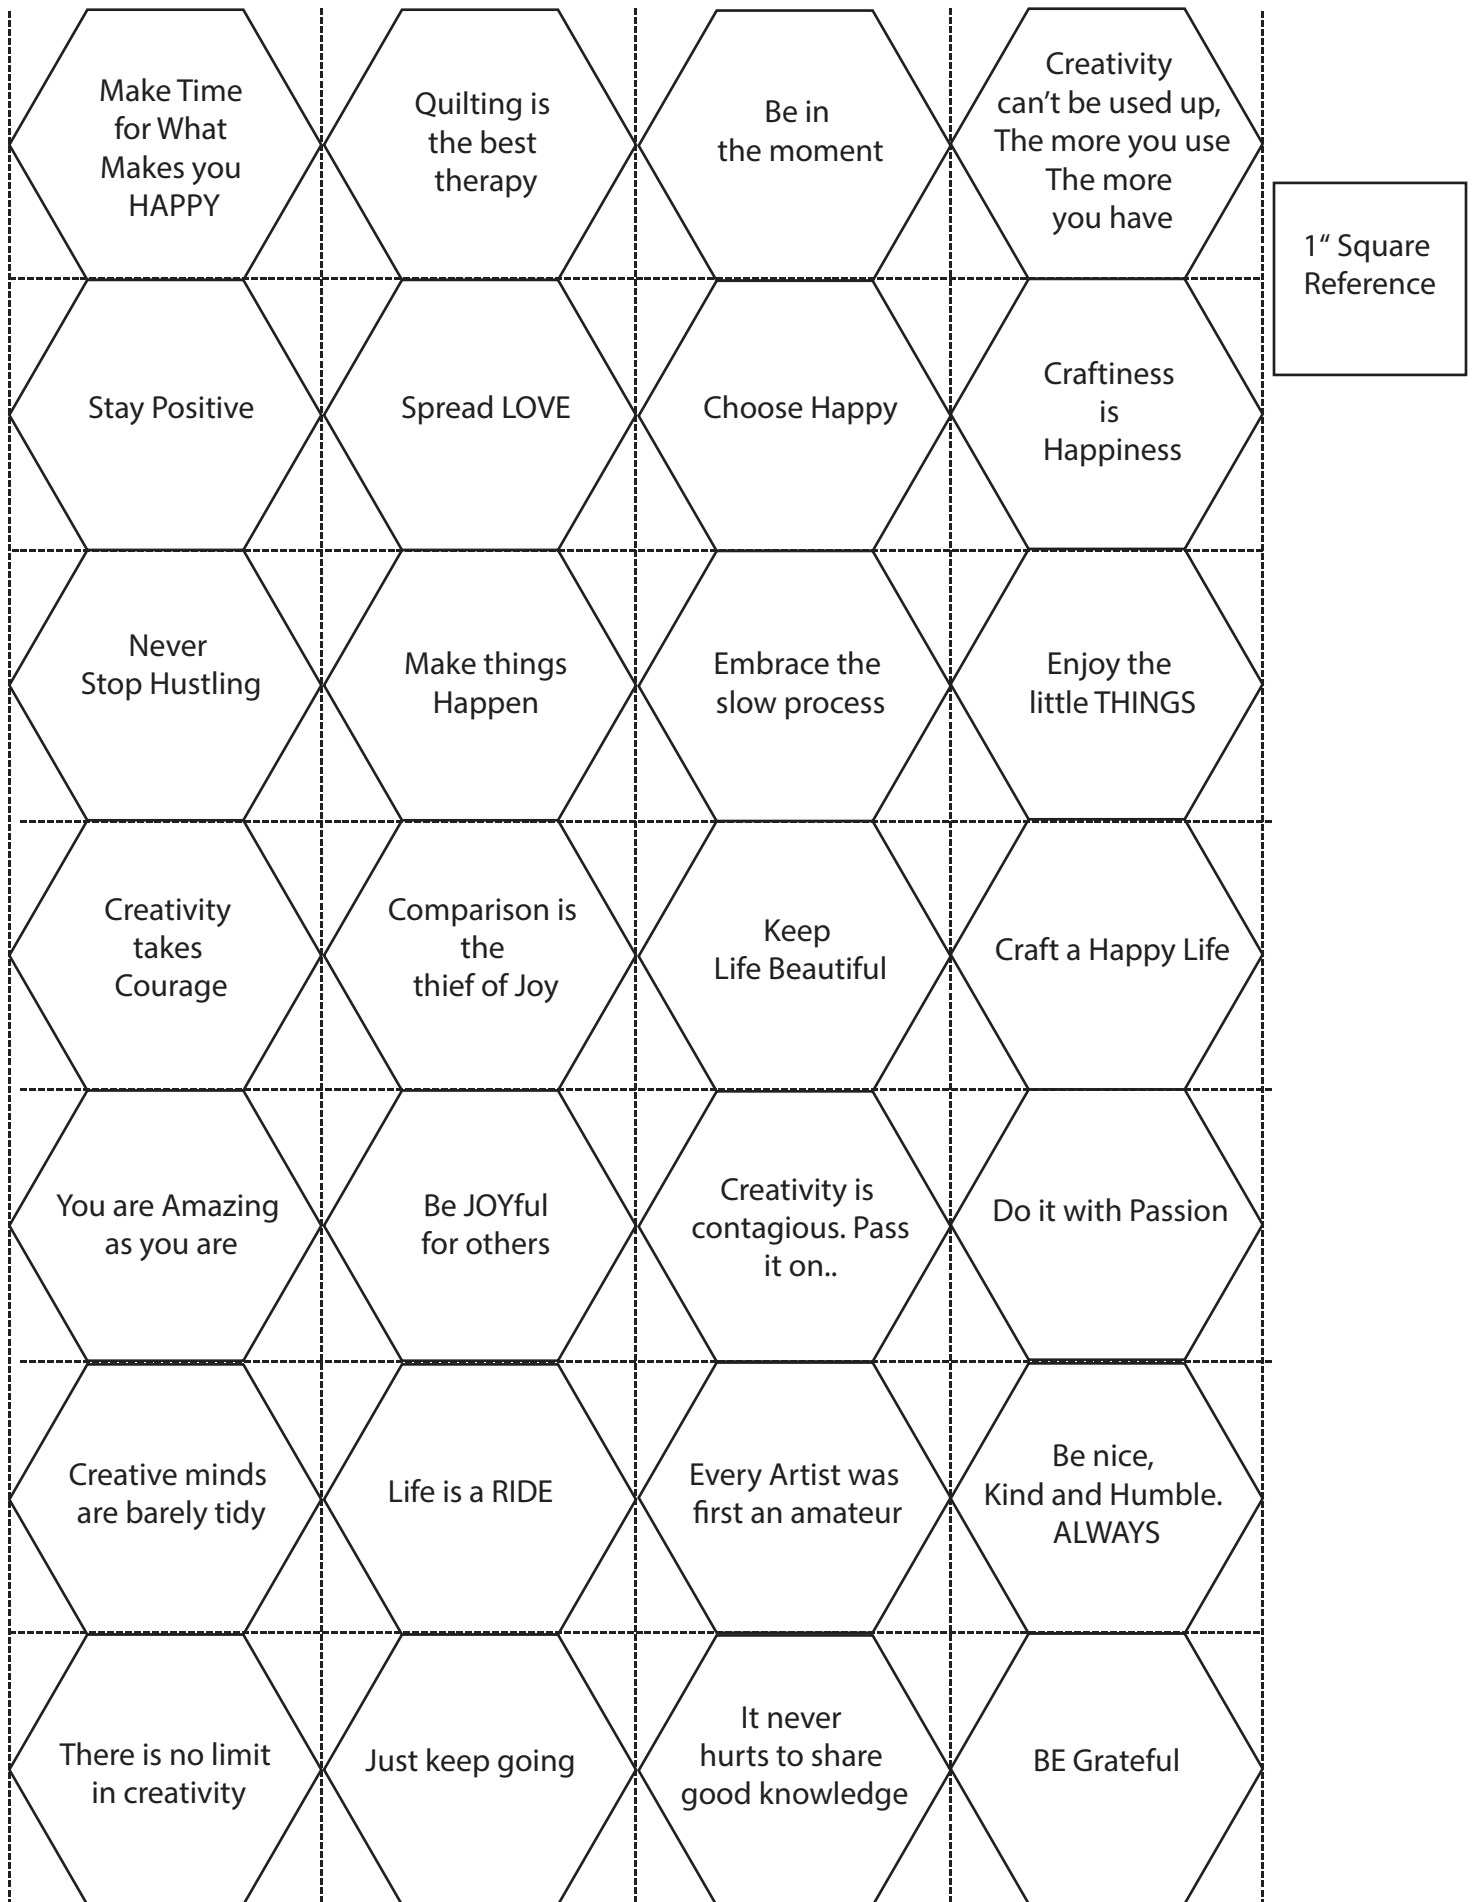 Make Time
for What
Makes you
HAPPY
Quilting is
the best
therapy
Be in
the moment
Creativity
can't be used up,
The more you use
The more
you have
1“ Square
Reference
Stay Positive
Spread LOVE
Choose Happy
Craftiness
is
Happiness
Never
Stop Hustling
Make things
Happen
Embrace the
slow process
Enjoy the
little THINGS
Creativity
takes
Courage
Comparison is
the
thief of Joy
Keep
Life Beautiful
Craft a Happy Life
You are Amazing
as you are
Be JOYful
for others
Creativity is
contagious. Pass
it on..
Do it with Passion
Creative minds
are barely tidy
Life is a RIDE
Every Artist was
first an amateur
Be nice,
Kind and Humble.
ALWAYS
There is no limit
in creativity
Just keep going
It never
hurts to share
good knowledge
BE Grateful